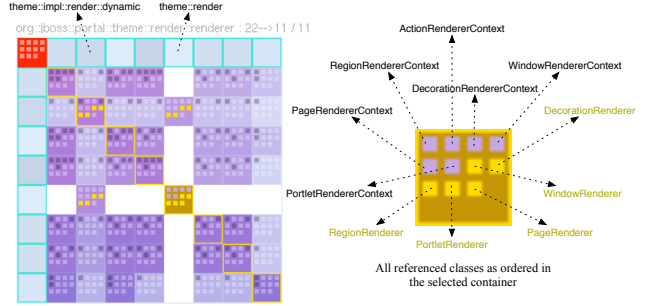 theme::impl::render::dynamic
theme::render
org::jboss::portal::theme::render::renderer : 22-->11 / 11
ActionRendererContext
RegionRendererContext
WindowRendererContext
DecorationRendererContext
PageRendererContext
DecorationRenderer
PortletRendererContext
WindowRenderer
RegionRenderer
PageRenderer
PortletRenderer
All referenced classes as ordered in
the selected container